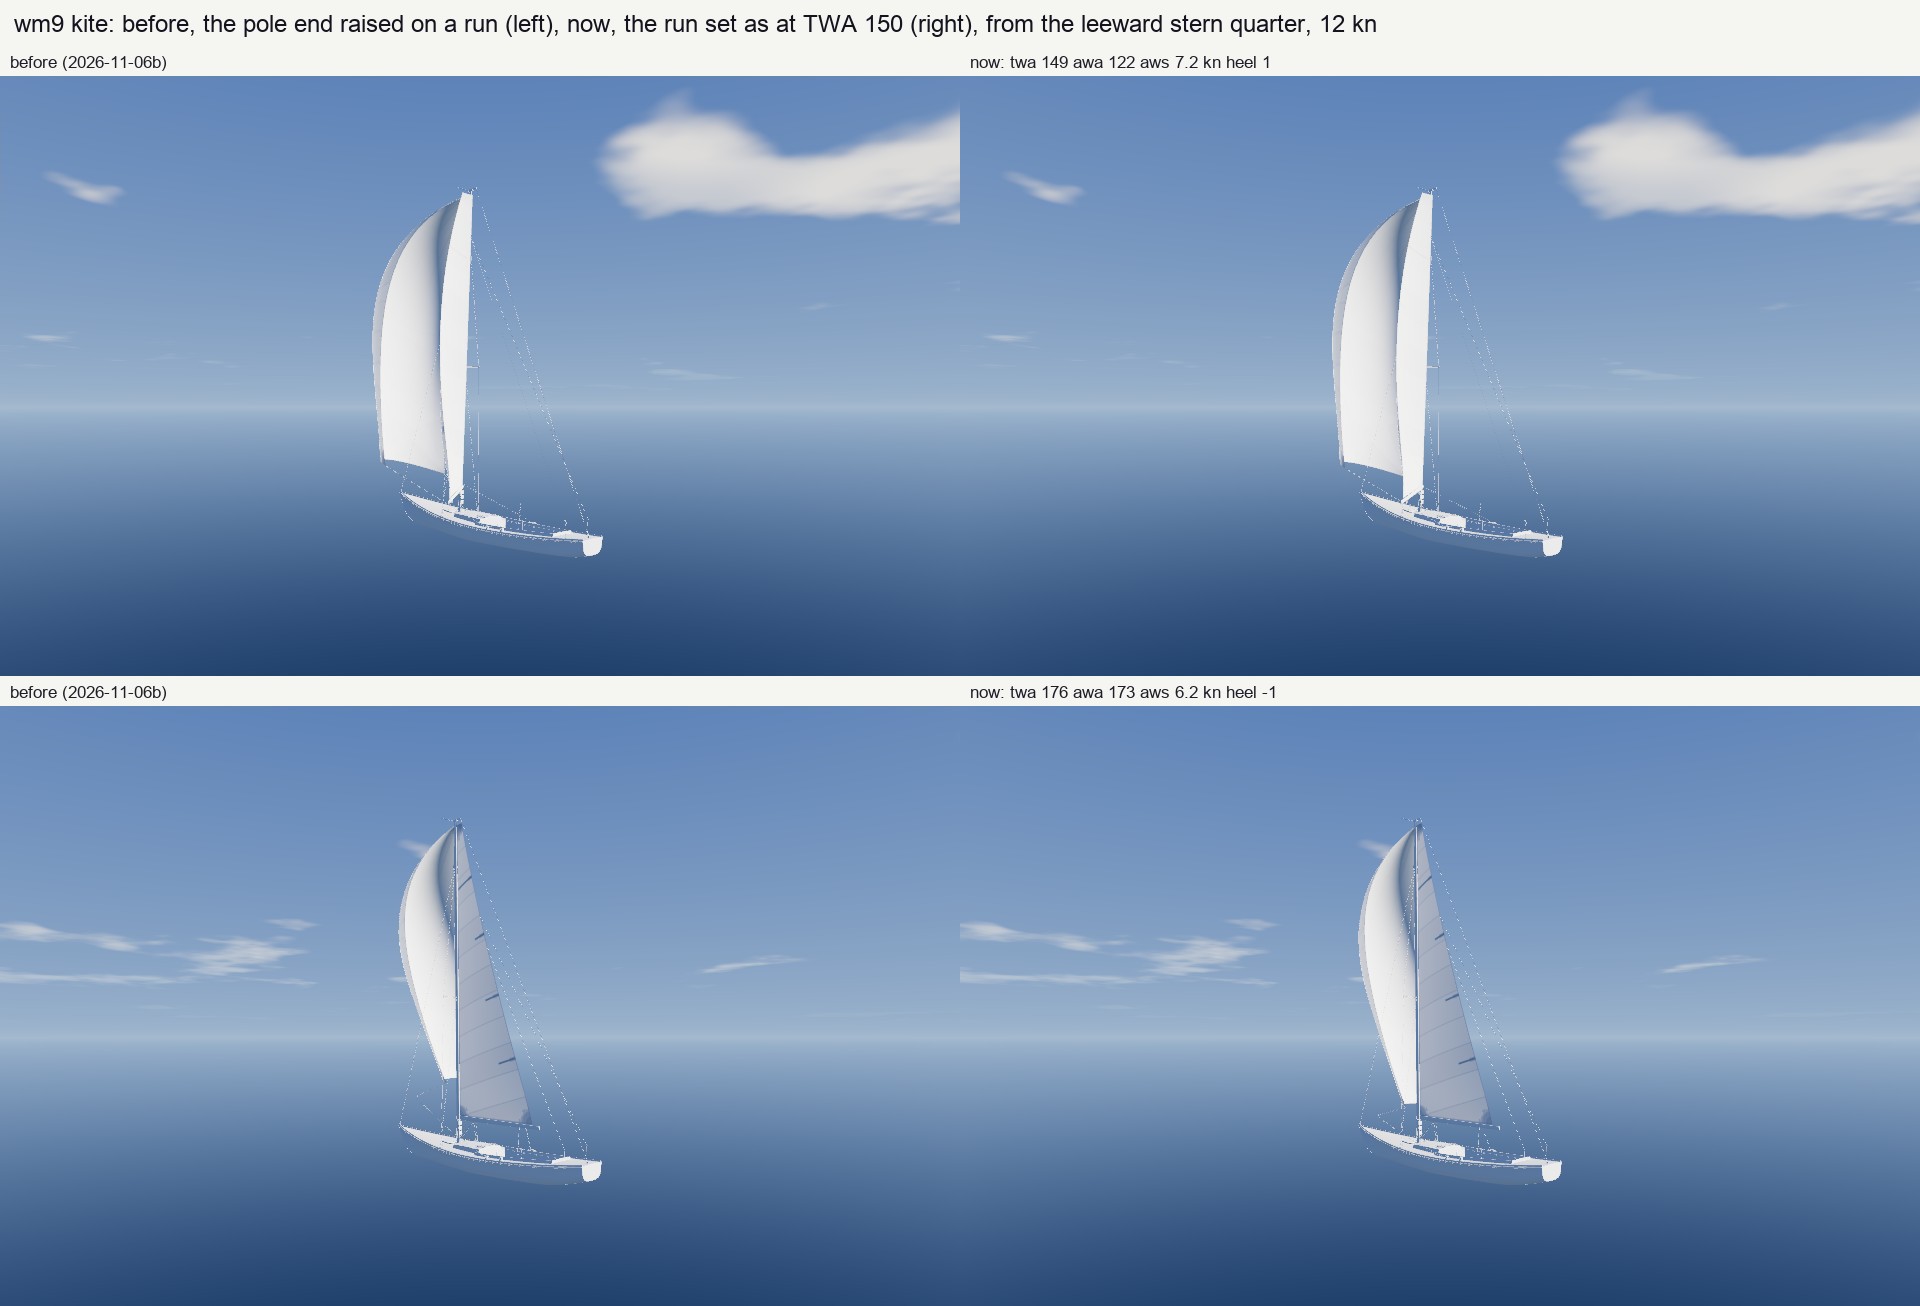 wm9 kite: before, the pole end raised on a run (left), now, the run set as at TWA 150 (right), from the leeward stern quarter, 12 kn
before (2026-11-06b)
now: twa 149 awa 122 aws 7.2 kn heel 1
before (2026-11-06b)
now: twa 176 awa 173 aws 6.2 kn heel -1